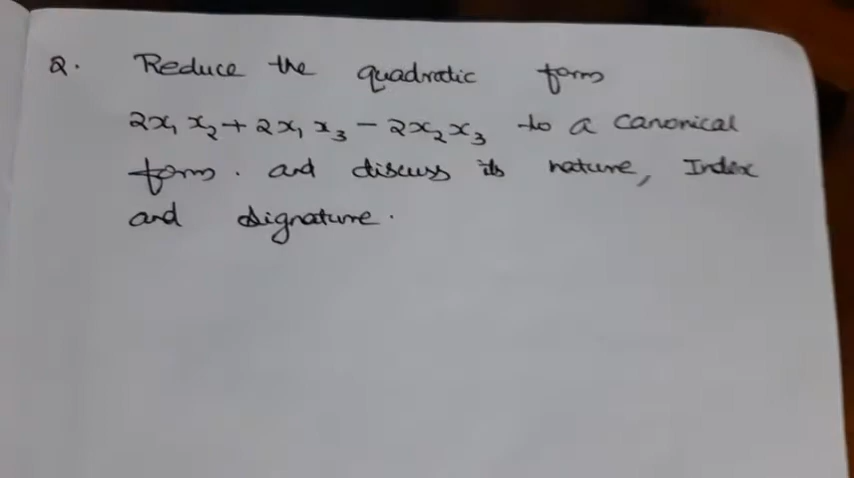 Q. Reduce the quadratic form
2x₁x₂ + 2x₁x₃ - 2x₂x₃ to a canonical
form. and discuss its nature, Index
and signature.